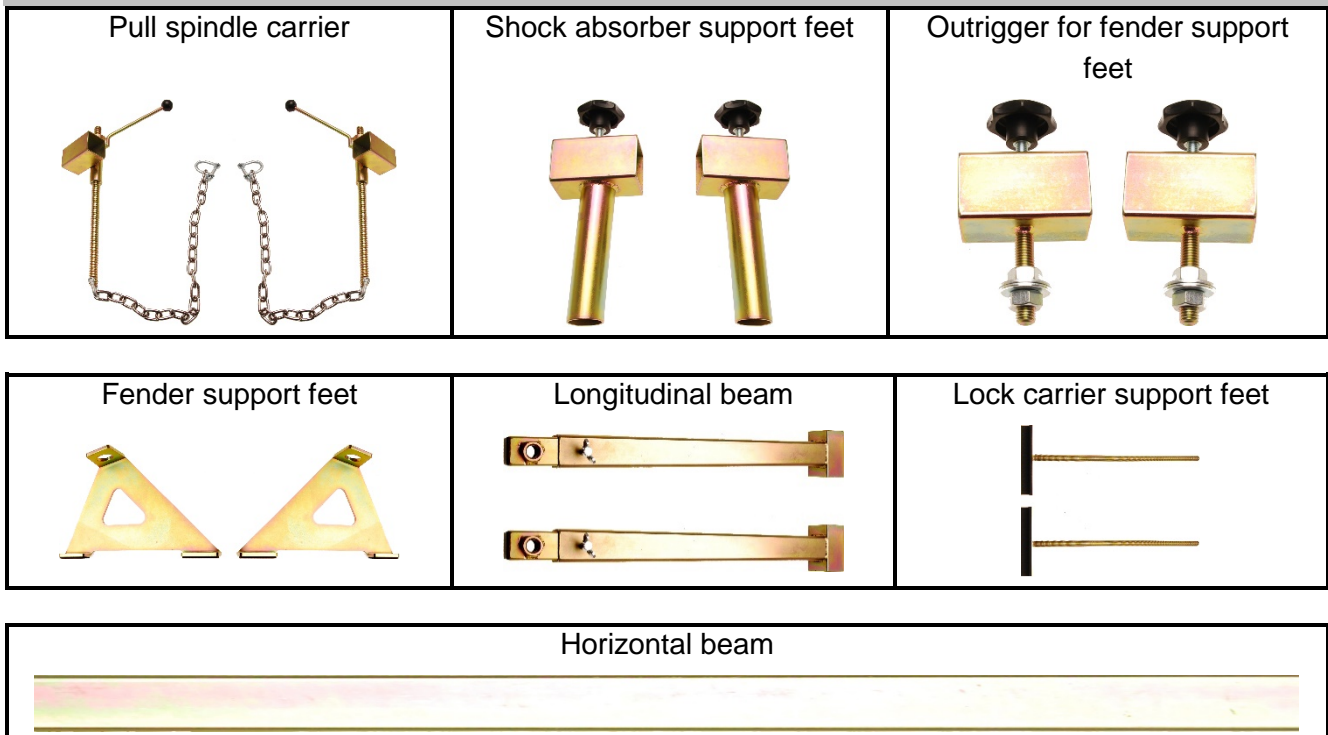 Pull spindle carrier
Shock absorber support feet
Outrigger for fender support
feet
Fender support feet
Longitudinal beam
Lock carrier support feet
Horizontal beam